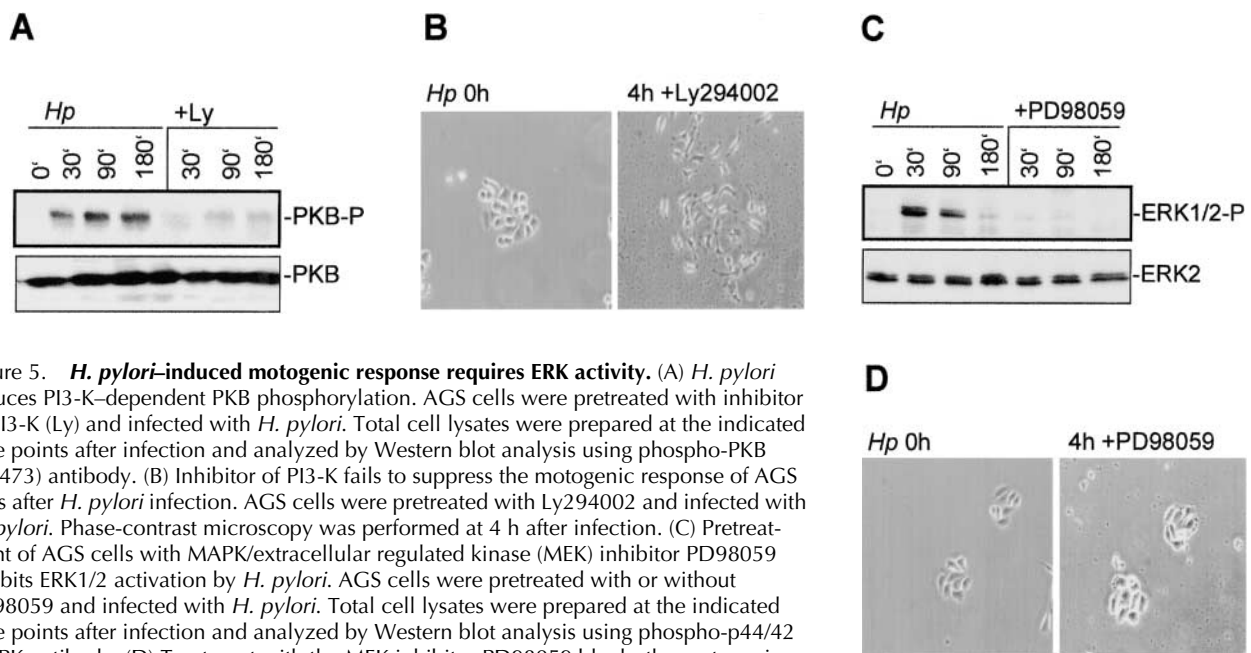 A
Hp +Ly
0‘ 30‘ 90‘ 180‘ 30‘ 90‘ 180‘
-PKB-P
-PKB
B
Hp 0h 4h +Ly294002
C
Hp +PD98059
0‘ 30‘ 90‘ 180‘ 30‘ 90‘ 180‘
-ERK1/2-P
-ERK2
ure 5. H. pylori–induced motogenic response requires ERK activity. (A) H. pylori
uces PI3-K–dependent PKB phosphorylation. AGS cells were pretreated with inhibitor
I3-K (Ly) and infected with H. pylori. Total cell lysates were prepared at the indicated
e points after infection and analyzed by Western blot analysis using phospho-PKB
473) antibody. (B) Inhibitor of PI3-K fails to suppress the motogenic response of AGS
s after H. pylori infection. AGS cells were pretreated with Ly294002 and infected with
pylori. Phase-contrast microscopy was performed at 4 h after infection. (C) Pretreat-
nt of AGS cells with MAPK/extracellular regulated kinase (MEK) inhibitor PD98059
ibits ERK1/2 activation by H. pylori. AGS cells were pretreated with or without
98059 and infected with H. pylori. Total cell lysates were prepared at the indicated
e points after infection and analyzed by Western blot analysis using phospho-p44/42
D
Hp 0h 4h +PD98059